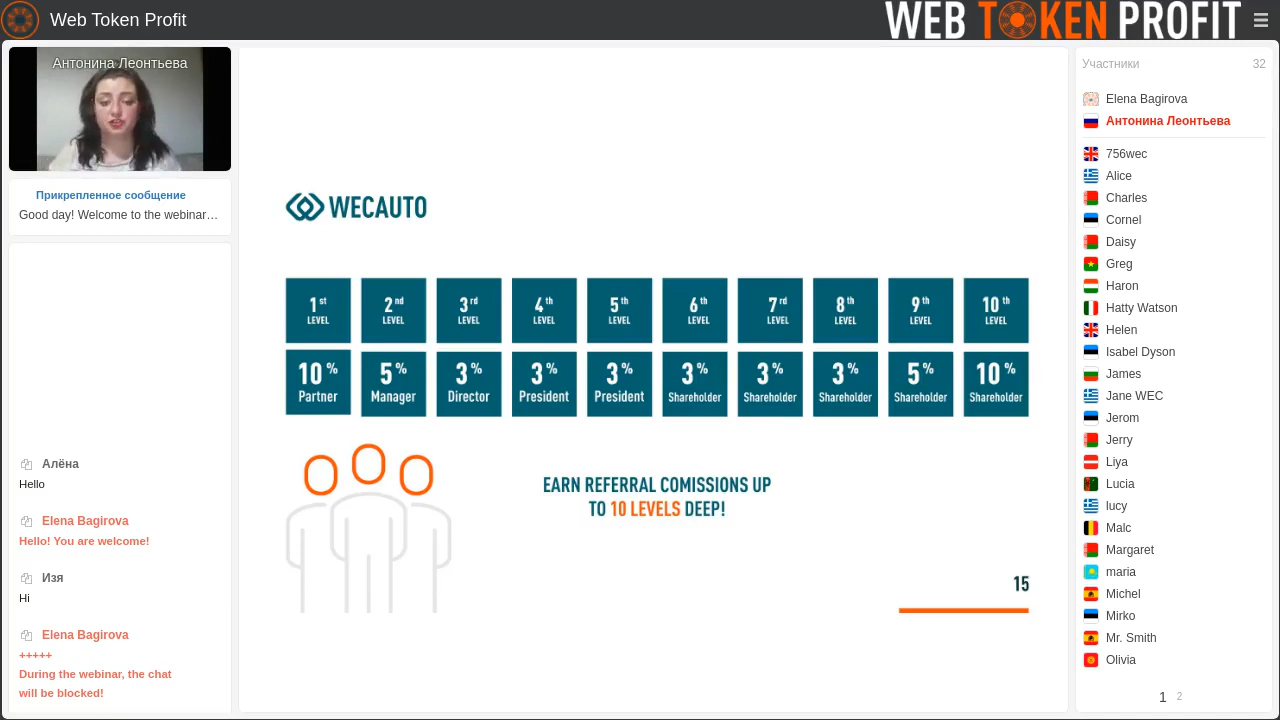 Web Token Profit
WEB TOKEN PROFIT
Антонина Леонтьева
Прикрепленное сообщение
Good day! Welcome to the webinar…
Алёна
Hello
Elena Bagirova
Hello! You are welcome!
Изя
Hi
Elena Bagirova
+++++
During the webinar, the chat
will be blocked!
WECAUTO
1st LEVEL 2nd LEVEL 3rd LEVEL 4th LEVEL 5th LEVEL 6th LEVEL 7rd LEVEL 8th LEVEL 9th LEVEL 10th LEVEL
10% Partner 5% Manager 3% Director 3% President 3% President 3% Shareholder 3% Shareholder 3% Shareholder 5% Shareholder 10% Shareholder
EARN REFERRAL COMISSIONS UP
TO 10 LEVELS DEEP!
15
Участники 32
Elena Bagirova
Антонина Леонтьева
756wec
Alice
Charles
Cornel
Daisy
Greg
Haron
Hatty Watson
Helen
Isabel Dyson
James
Jane WEC
Jerom
Jerry
Liya
Lucia
lucy
Malc
Margaret
maria
Michel
Mirko
Mr. Smith
Olivia
1 2